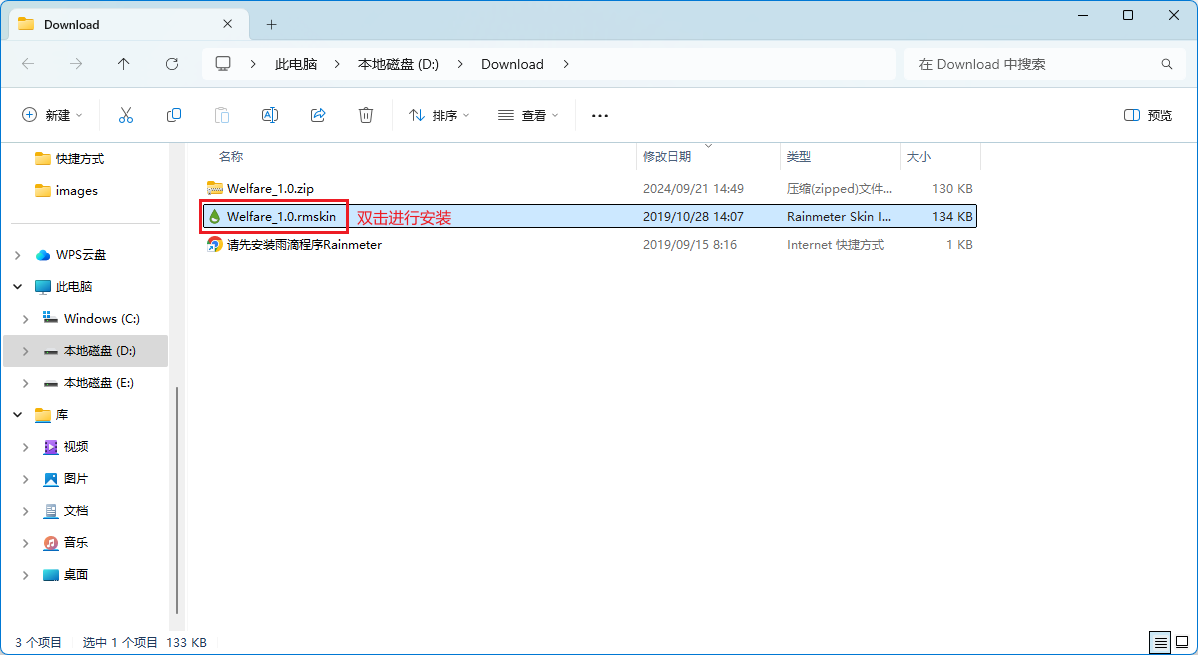 Download
此电脑 本地磁盘 (D:) Download
在 Download 中搜索
新建 排序 查看 预览
快捷方式
images
WPS云盘
此电脑
Windows (C:)
本地磁盘 (D:)
本地磁盘 (E:)
库
视频
图片
文档
音乐
桌面
名称 修改日期 类型 大小
Welfare_1.0.zip 2024/09/21 14:49 压缩(zipped)文件... 130 KB
Welfare_1.0.rmskin 双击进行安装 2019/10/28 14:07 Rainmeter Skin I... 134 KB
请先安装雨滴程序Rainmeter 2019/09/15 8:16 Internet 快捷方式 1 KB
3 个项目 选中 1 个项目 133 KB